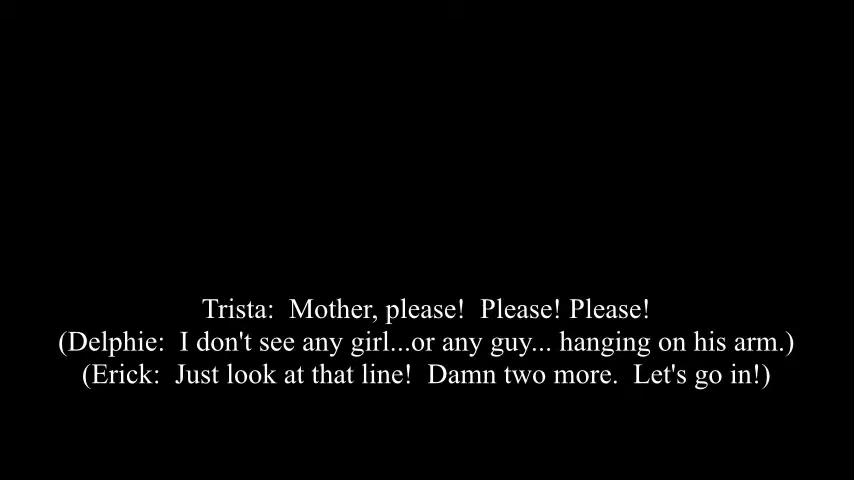 Trista:  Mother, please!  Please! Please!
(Delphie:  I don't see any girl...or any guy... hanging on his arm.)
(Erick:  Just look at that line!  Damn two more.  Let's go in!)